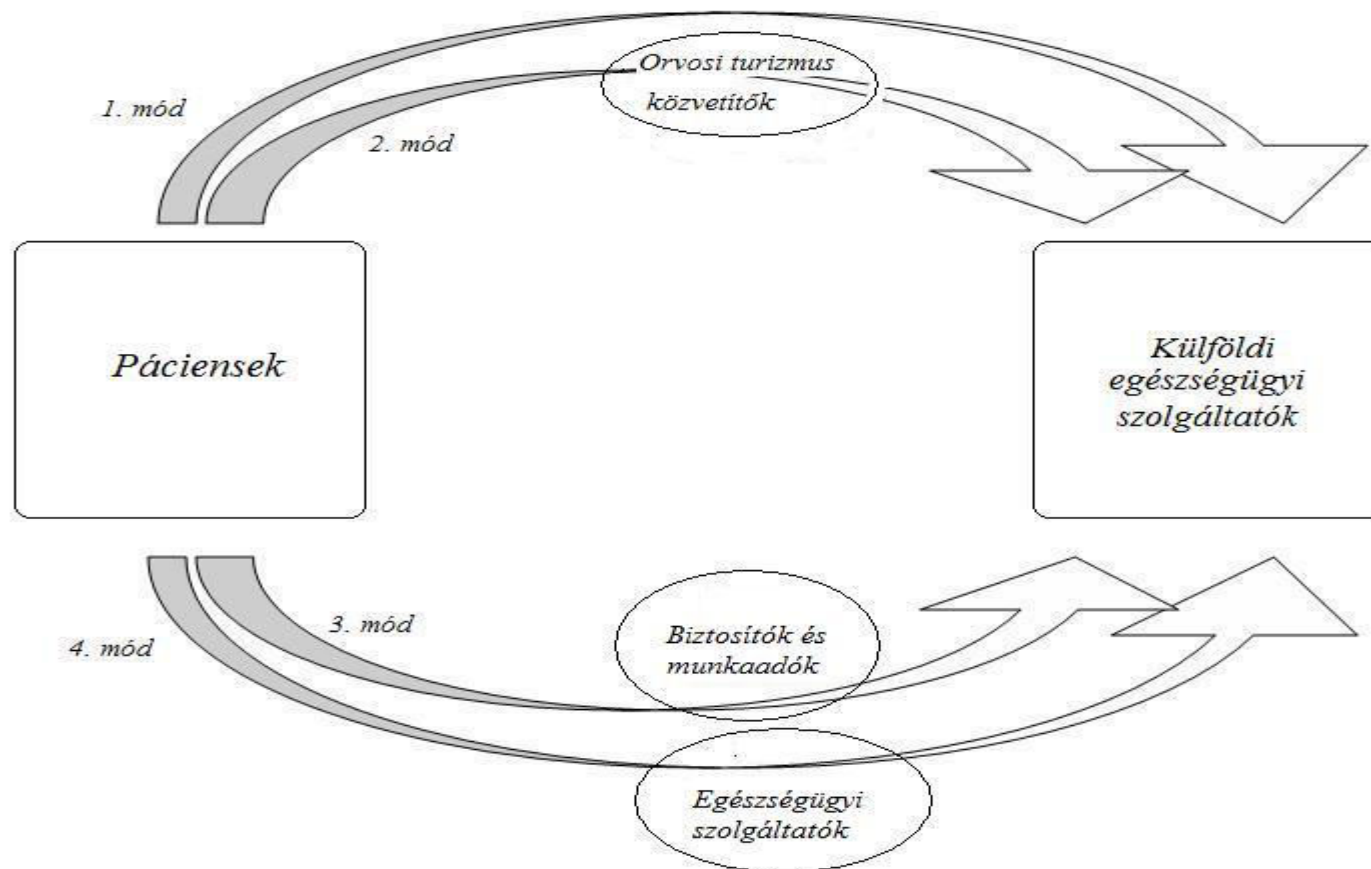 Orvosi turizmus
közvetítők
1. mód
2. mód
Páciensek
Külföldi
egészségügyi
szolgáltatók
3. mód
4. mód
Biztosítók és
munkaadók
Egészségügyi
szolgáltatók